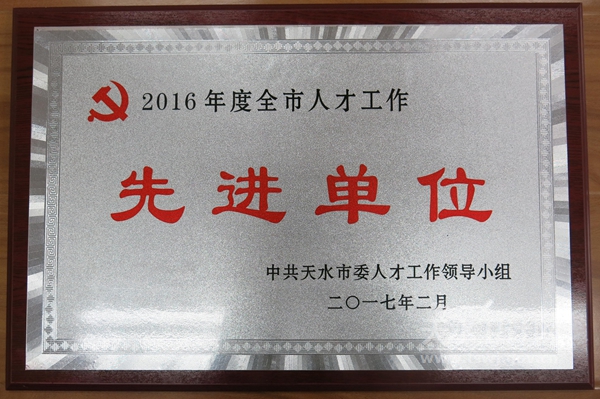 2016年度全市人才工作
先进单位
中共天水市委人才工作领导小组
二〇一七年二月